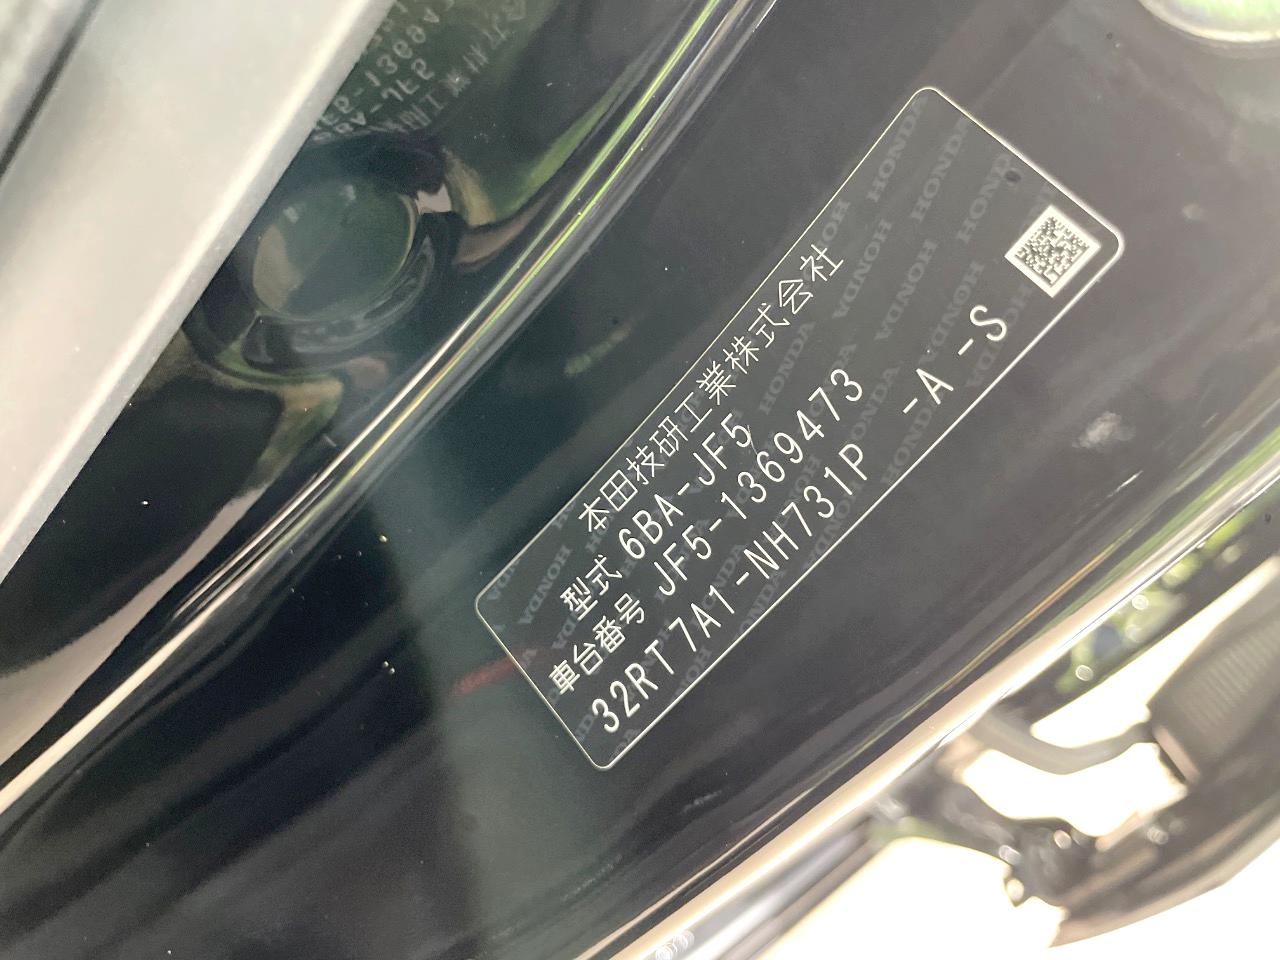 本田技研工業株式会社
型式 6BA-JF5
車台番号 JF5-1369473
32RT7A1-NH731P -A -S